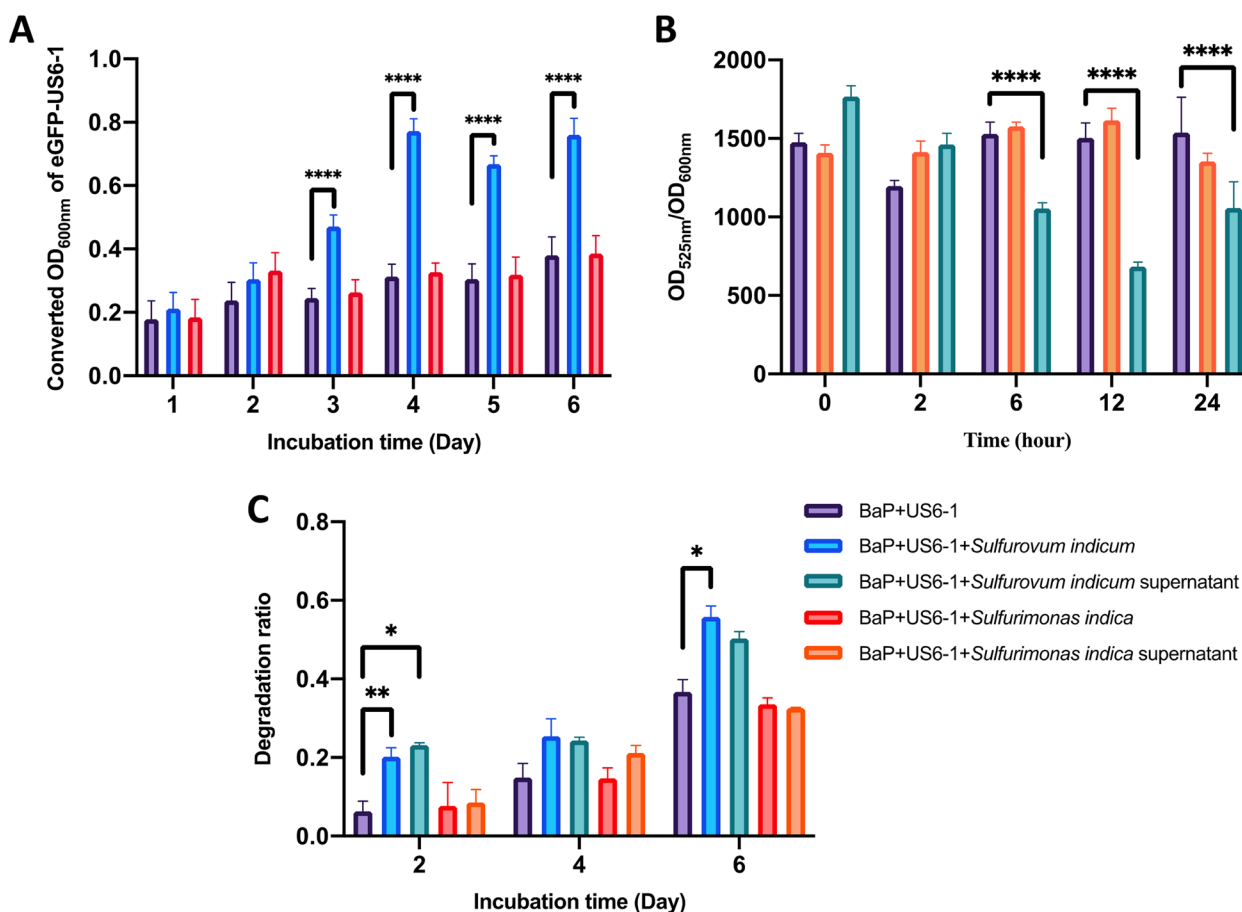 A
Converted OD600nm of eGFP-US6-1
1.0
0.8
0.6
0.4
0.2
0.0
****
****
****
****
1
2
3
4
5
6
Incubation time (Day)
B
OD525nm/OD600nm
2000
1500
1000
500
0
****
****
****
0
2
6
12
24
Time (hour)
C
Degradation ratio
0.8
0.6
0.4
0.2
0.0
**
*
*
2
4
6
Incubation time (Day)
BaP+US6-1
BaP+US6-1+Sulfurovum indicum
BaP+US6-1+Sulfurovum indicum supernatant
BaP+US6-1+Sulfurimonas indica
BaP+US6-1+Sulfurimonas indica supernatant